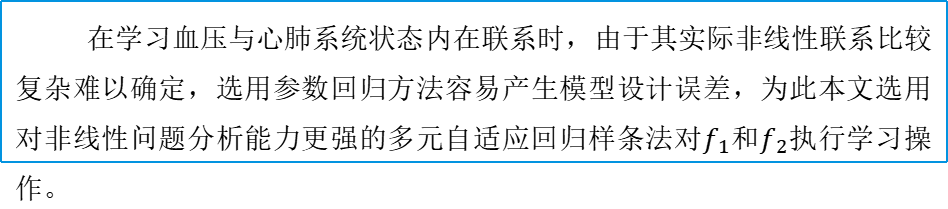 在学习血压与心肺系统状态内在联系时，由于其实际非线性联系比较
复杂难以确定，选用参数回归方法容易产生模型设计误差，为此本文选用
对非线性问题分析能力更强的多元自适应回归样条法对𝑓₁和𝑓₂执行学习操
作。